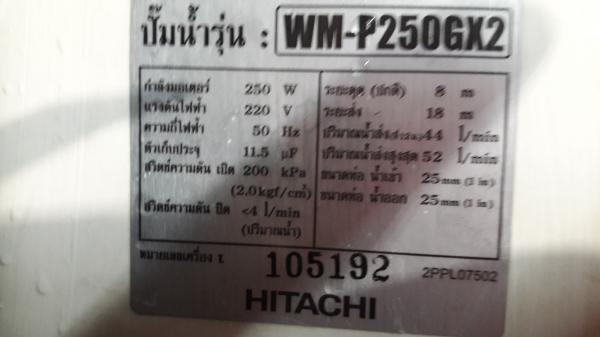 ปั๊มน้ำรุ่น : WM-P250GX2
กำลังมอเตอร์ 250 W
แรงดันไฟฟ้า 220 V
ความถี่ไฟฟ้า 50 Hz
ตัวเก็บประจุ 11.5 µF
สวิตช์ความดัน เปิด 200 kPa
(2.0kgf/cm²)
สวิตช์ความดัน ปิด <4 l/min
(ปริมาณน้ำ)
ระยะดูด (ปกติ) 8 m
ระยะส่ง 18 m
ปริมาณน้ำส่ง 44 l/min
ปริมาณน้ำส่งสูงสุด 52 l/min
ขนาดท่อ น้ำเข้า 25mm (1 in)
ขนาดท่อ น้ำออก 25mm (1 in)
หมายเลขเครื่อง T. 105192 2PPL07502
HITACHI